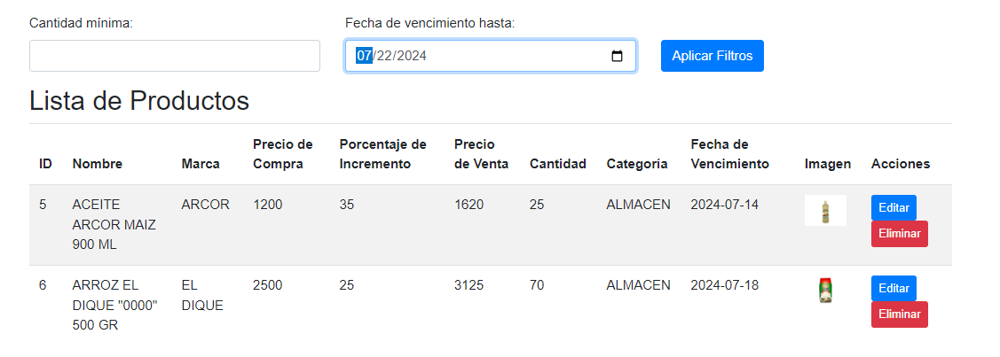 Cantidad mínima:
Fecha de vencimiento hasta:
07/22/2024
Aplicar Filtros
Lista de Productos
ID Nombre Marca Precio de Compra Porcentaje de Incremento Precio de Venta Cantidad Categoría Fecha de Vencimiento Imagen Acciones
5 ACEITE ARCOR MAIZ 900 ML ARCOR 1200 35 1620 25 ALMACEN 2024-07-14 Editar Eliminar
6 ARROZ EL DIQUE "0000" 500 GR EL DIQUE 2500 25 3125 70 ALMACEN 2024-07-18 Editar Eliminar